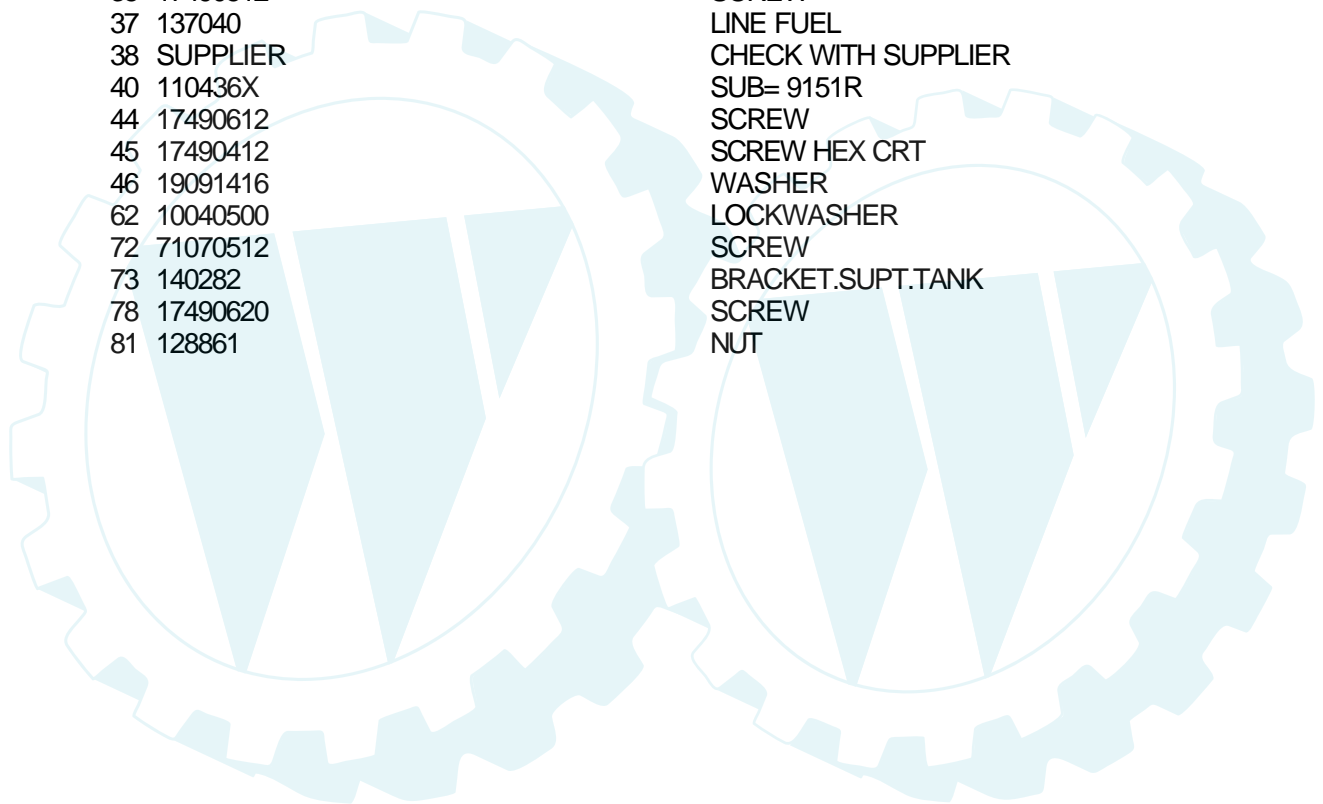 37 137040 LINE FUEL
38 SUPPLIER CHECK WITH SUPPLIER
40 110436X SUB= 9151R
44 17490612 SCREW
45 17490412 SCREW HEX CRT
46 19091416 WASHER
62 10040500 LOCKWASHER
72 71070512 SCREW
73 140282 BRACKET.SUPT.TANK
78 17490620 SCREW
81 128861 NUT